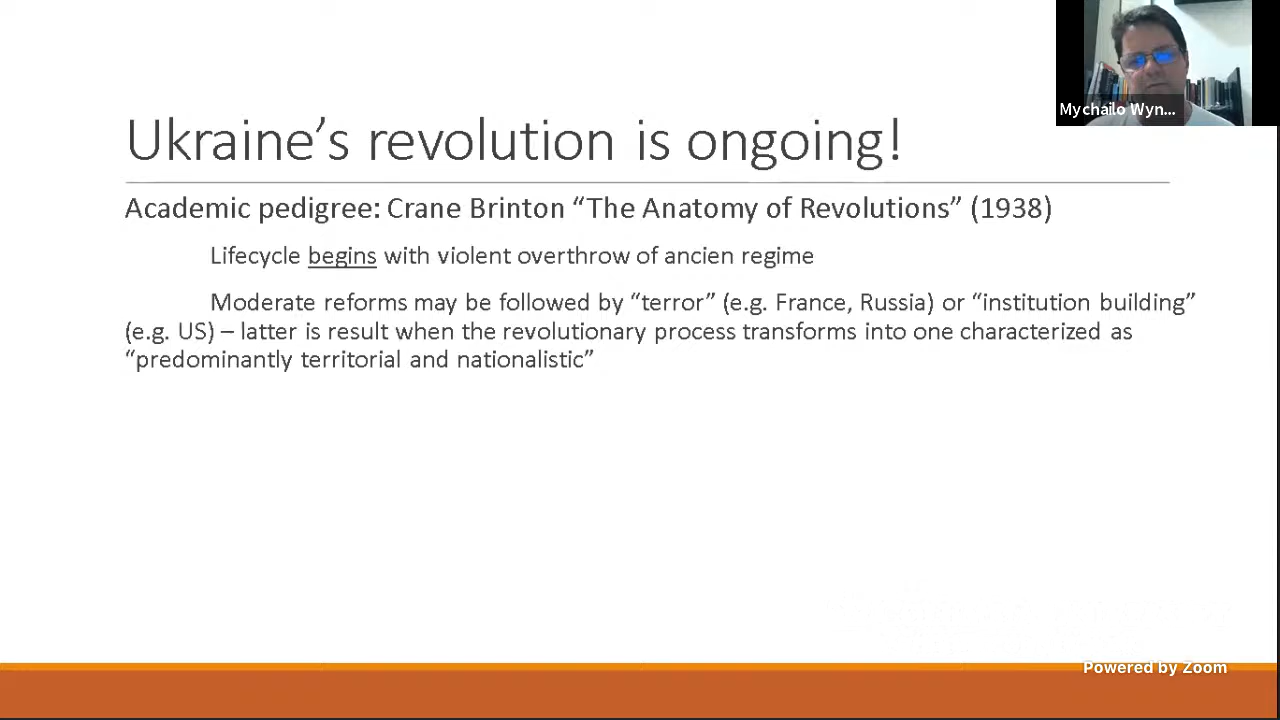 Mychailo Wyn...
Ukraine’s revolution is ongoing!
Academic pedigree: Crane Brinton “The Anatomy of Revolutions” (1938)
Lifecycle begins with violent overthrow of ancien regime
Moderate reforms may be followed by “terror” (e.g. France, Russia) or “institution building”
(e.g. US) – latter is result when the revolutionary process transforms into one characterized as
“predominantly territorial and nationalistic”
Powered by Zoom